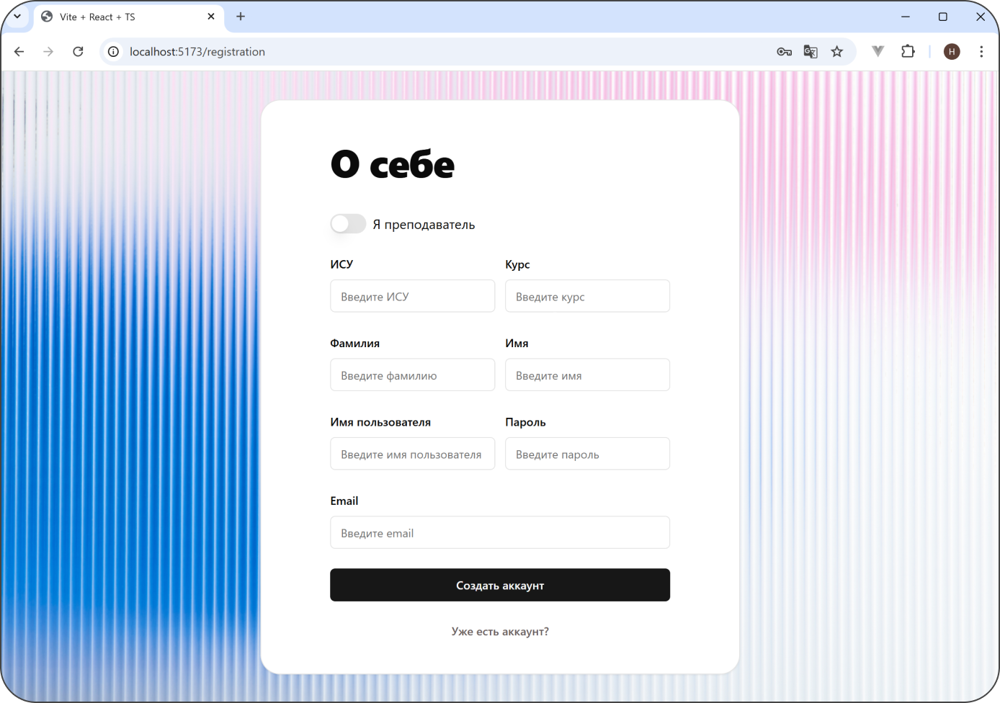 Vite + React + TS
localhost:5173/registration
H
О себе
Я преподаватель
ИСУ Курс
Введите ИСУ Введите курс
Фамилия Имя
Введите фамилию Введите имя
Имя пользователя Пароль
Введите имя пользователя Введите пароль
Email
Введите email
Создать аккаунт
Уже есть аккаунт?